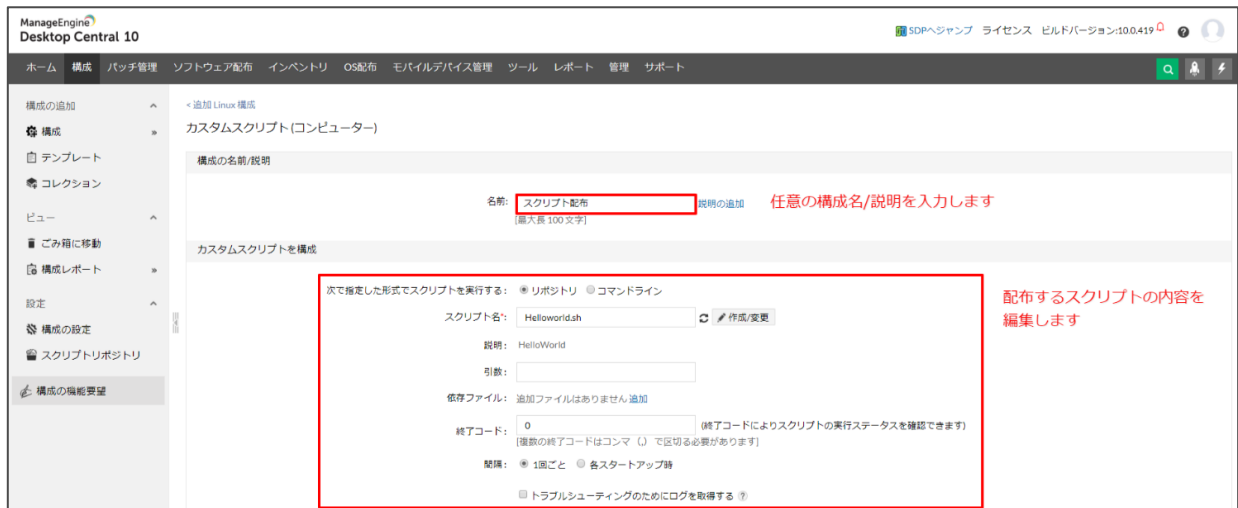 ManageEngine
Desktop Central 10
SDPへジャンプ ライセンス ビルドバージョン:10.0.419
ホーム 構成 パッチ管理 ソフトウェア配布 インベントリ OS配布 モバイルデバイス管理 ツール レポート 管理 サポート
構成の追加
構成
テンプレート
コレクション
ビュー
ごみ箱に移動
構成レポート
設定
構成の設定
スクリプトリポジトリ
構成の機能要望
< 追加 Linux 構成
カスタムスクリプト (コンピューター)
構成の名前/説明
名前: スクリプト配布 説明の追加 任意の構成名/説明を入力します
[最大長 100 文字]
カスタムスクリプトを構成
次で指定した形式でスクリプトを実行する: リポジトリ コマンドライン
スクリプト名*: Helloworld.sh 作成/変更
説明: HelloWorld
引数:
依存ファイル: 追加ファイルはありません 追加
終了コード: 0 (終了コードによりスクリプトの実行ステータスを確認できます)
[複数の終了コードはコンマ (,) で区切る必要があります]
間隔: 1回ごと 各スタートアップ時
トラブルシューティングのためにログを取得する ?
配布するスクリプトの内容を
編集します